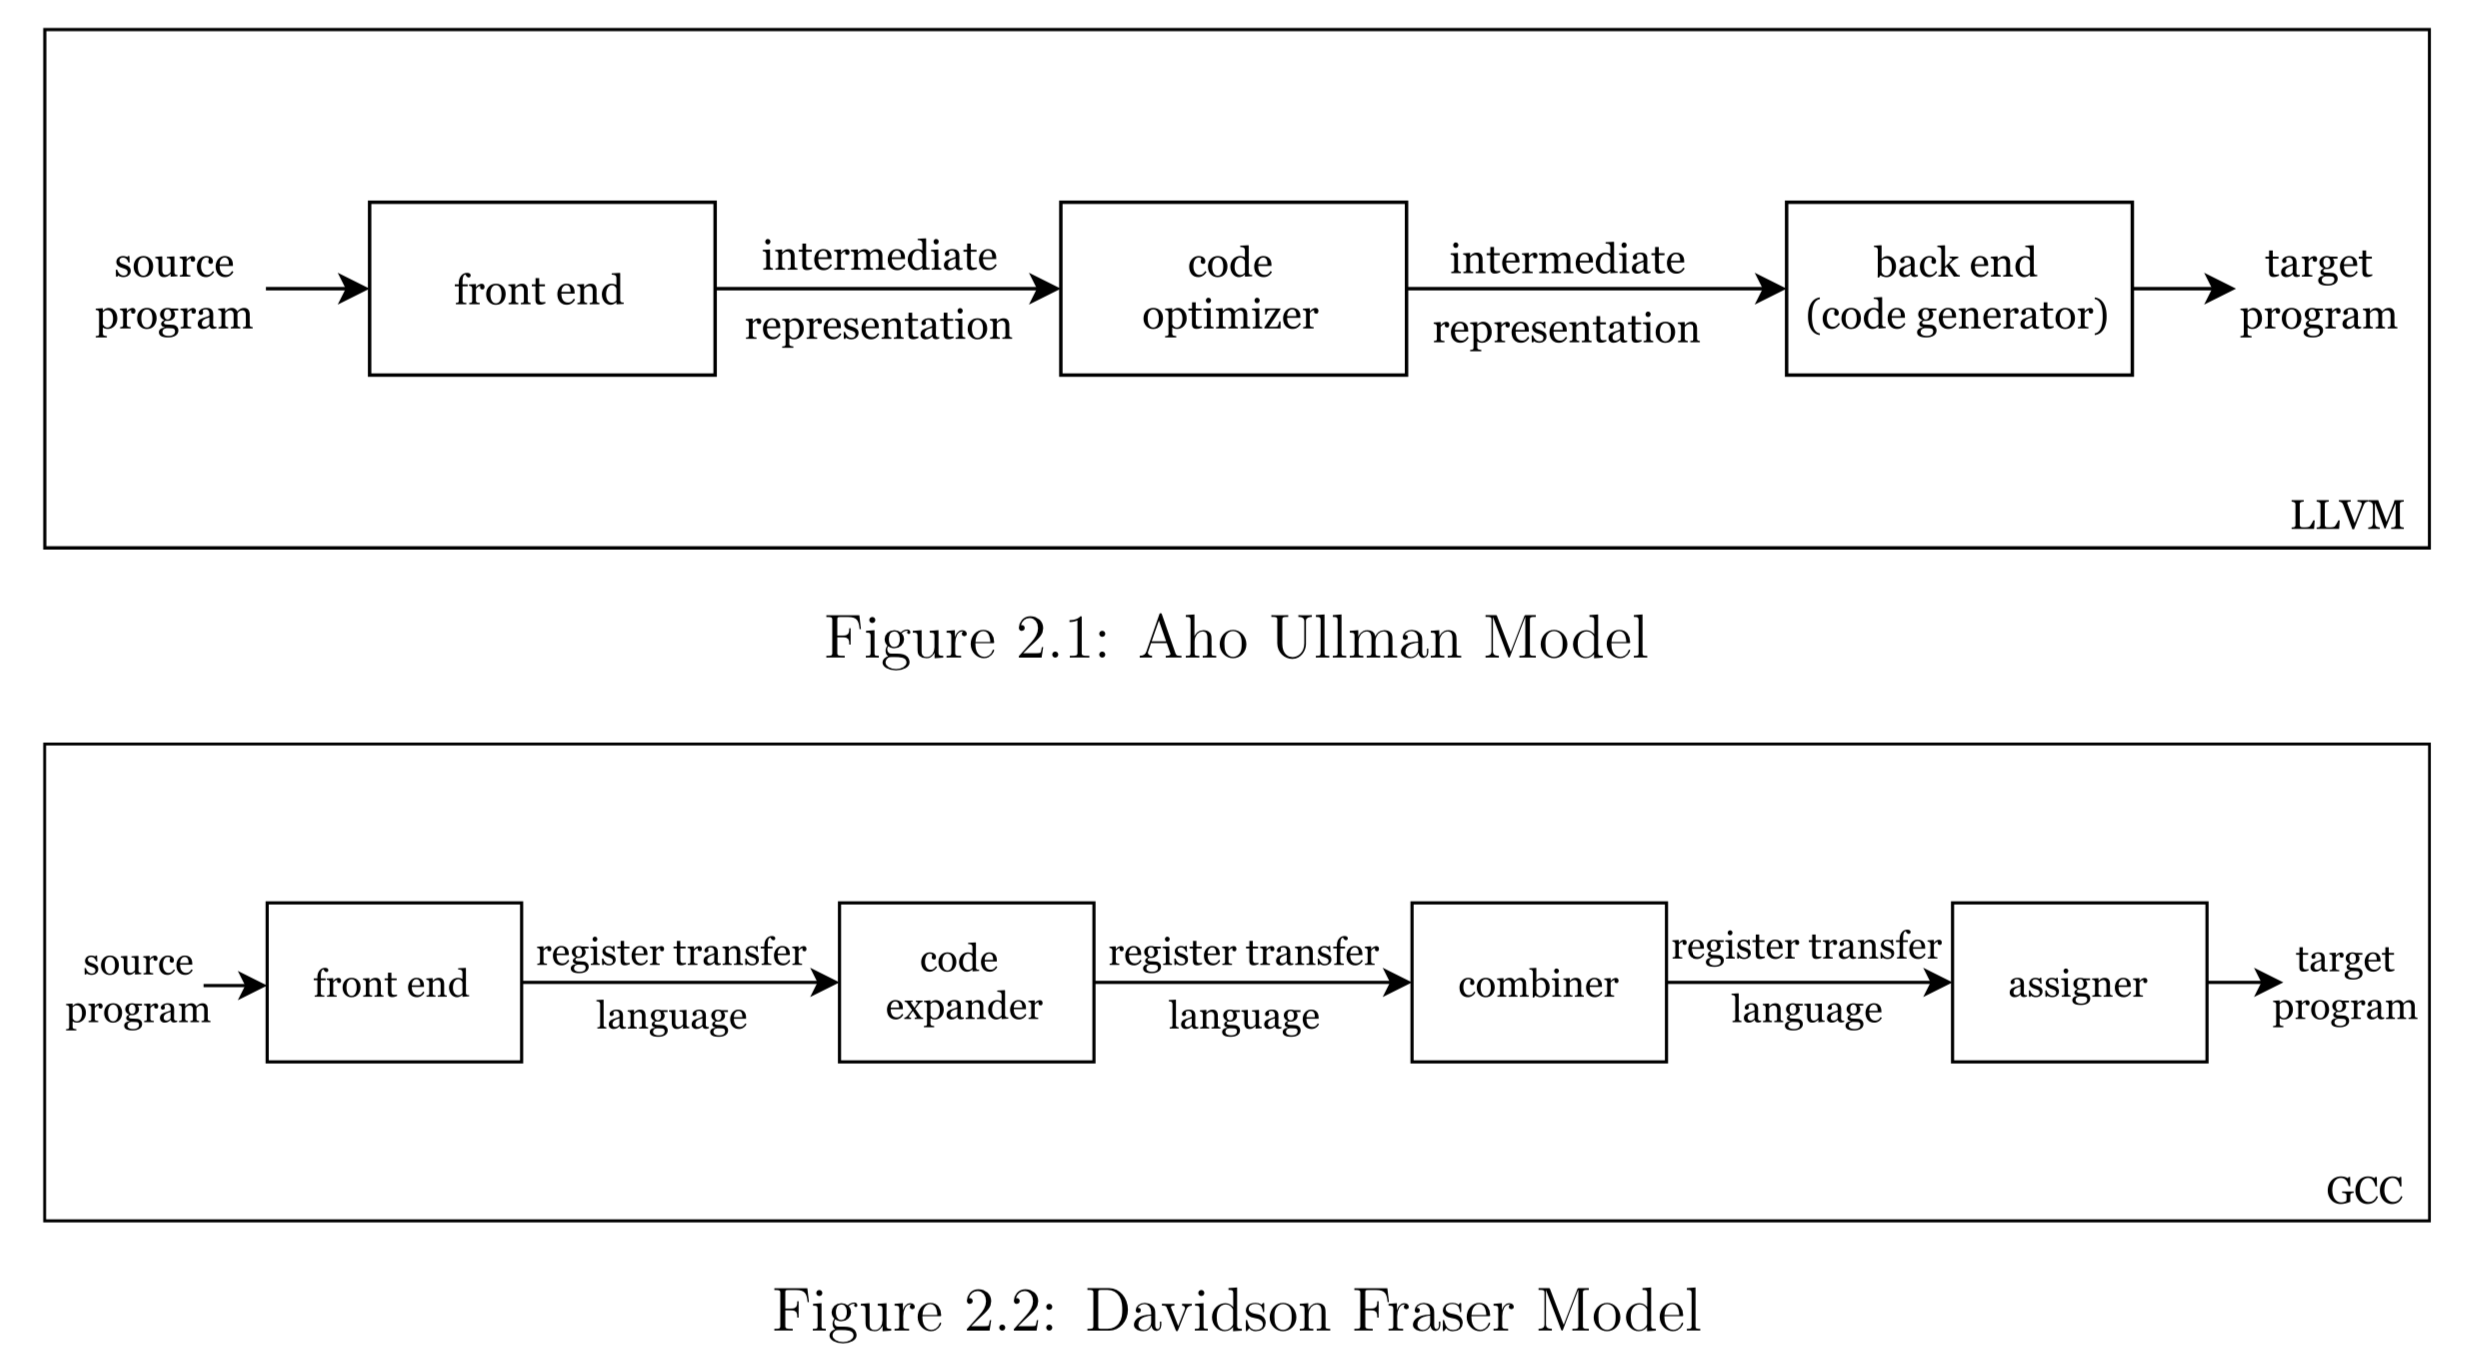 source
program
front end
intermediate
representation
code
optimizer
intermediate
representation
back end
(code generator)
target
program
LLVM
Figure 2.1: Aho Ullman Model
source
program
front end
register transfer
language
code
expander
register transfer
language
combiner
register transfer
language
assigner
target
program
GCC
Figure 2.2: Davidson Fraser Model